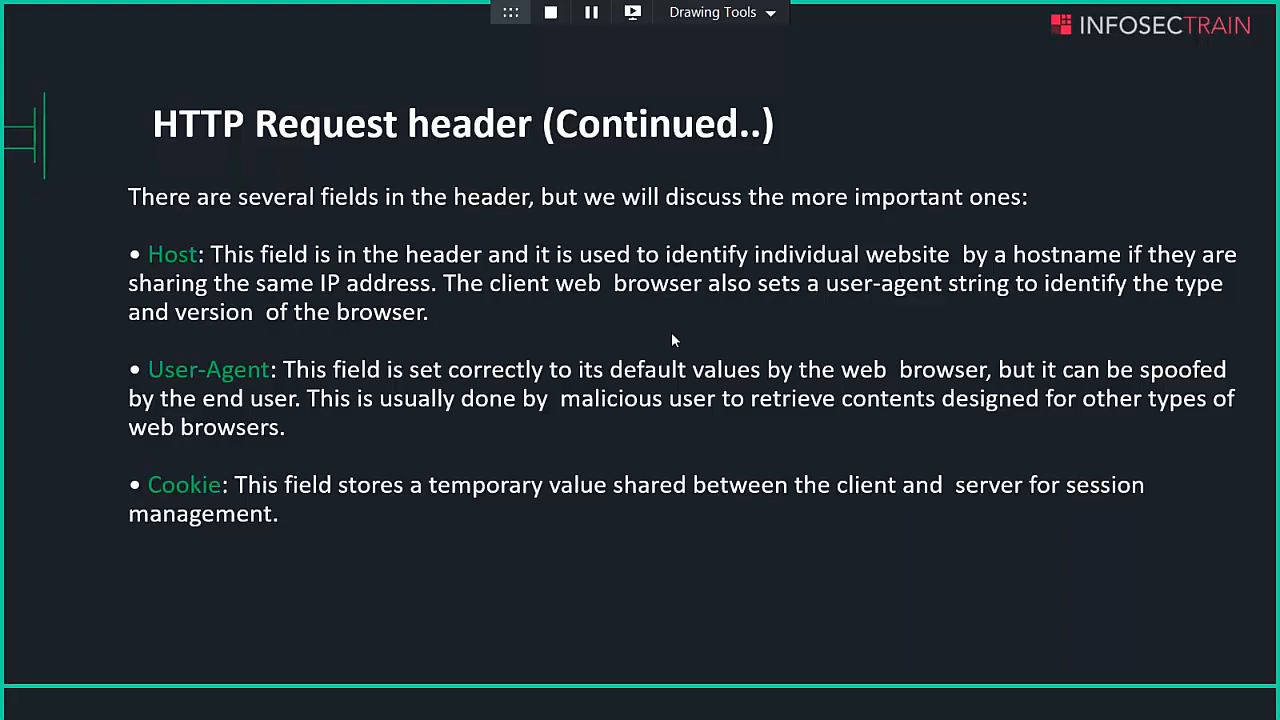 Drawing Tools
INFOSECTRAIN
HTTP Request header (Continued..)
There are several fields in the header, but we will discuss the more important ones:
• Host: This field is in the header and it is used to identify individual website  by a hostname if they are
sharing the same IP address. The client web  browser also sets a user-agent string to identify the type
and version  of the browser.
• User-Agent: This field is set correctly to its default values by the web  browser, but it can be spoofed
by the end user. This is usually done by  malicious user to retrieve contents designed for other types of
web browsers.
• Cookie: This field stores a temporary value shared between the client and  server for session
management.